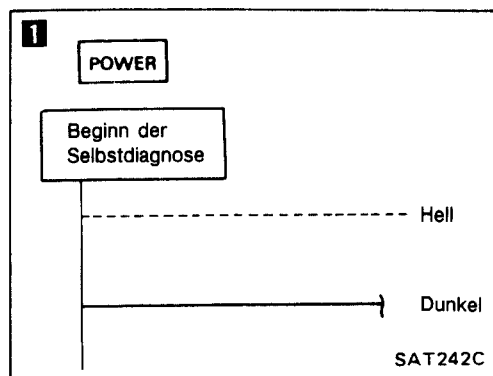 1
POWER
Beginn der
Selbstdiagnose
Hell
Dunkel
SAT242C